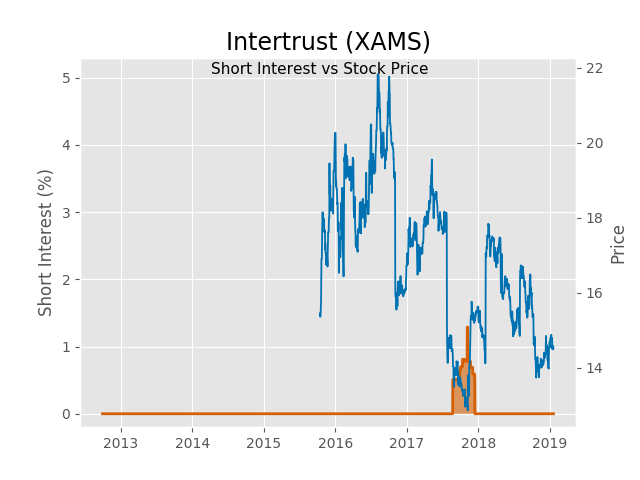 Intertrust (XAMS)
Short Interest vs Stock Price
Short Interest (%)
5
4
3
2
1
0
22
20
18
16
14
Price
2013 2014 2015 2016 2017 2018 2019